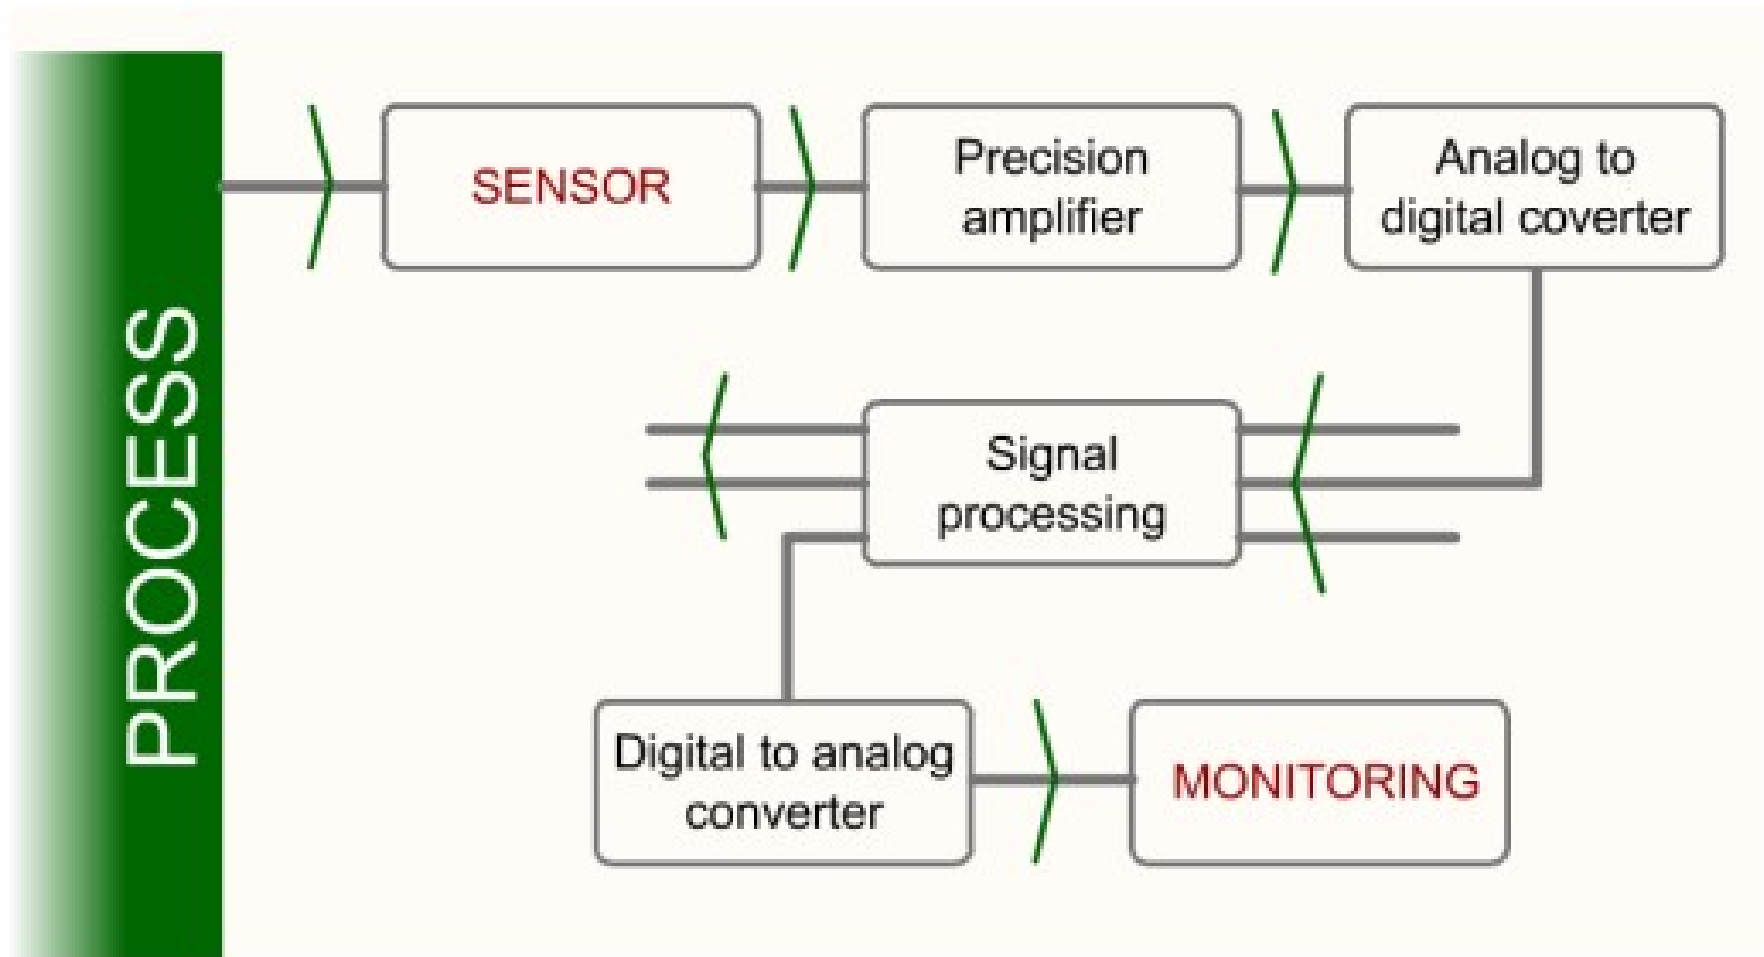 PROCESS
SENSOR
Precision
amplifier
Analog to
digital coverter
Signal
processing
Digital to analog
converter
MONITORING